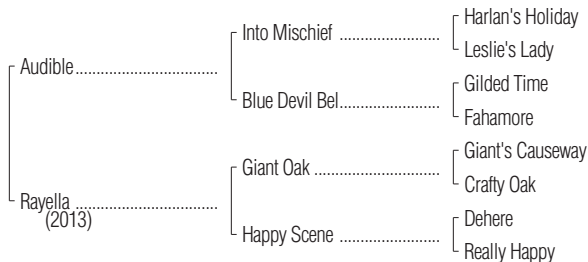 Harlan's Holiday
Into Mischief
Leslie's Lady
Audible
Gilded Time
Blue Devil Bel
Fahamore
Giant's Causeway
Giant Oak
Crafty Oak
Rayella
(2013)
Dehere
Happy Scene
Really Happy